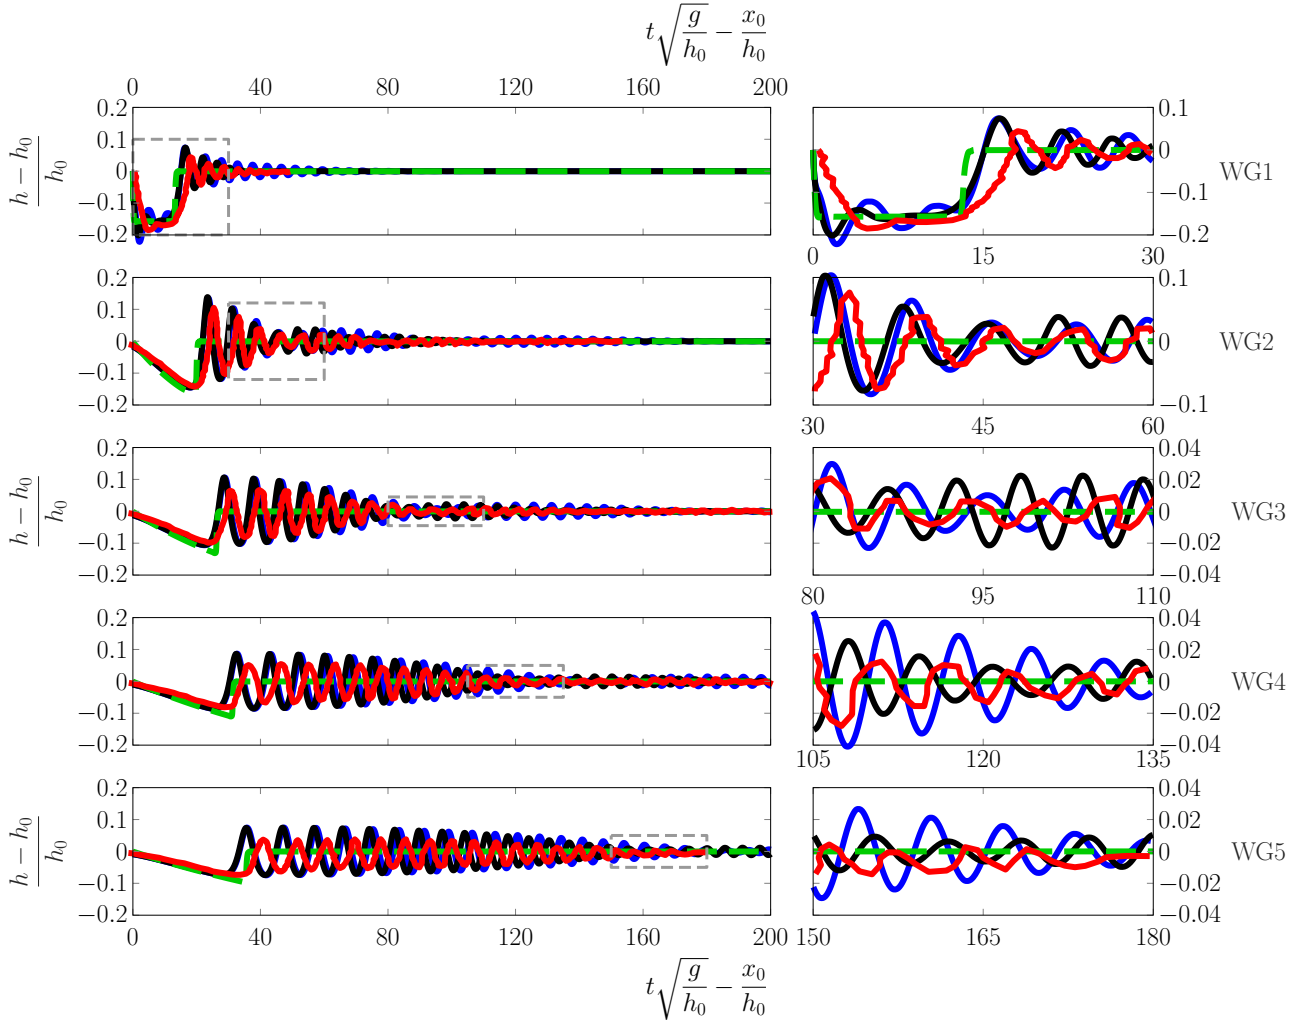 t√(g/h₀) − x₀/h₀
0 40 80 120 160 200
0.2 0.1 0 −0.1 −0.2
(h − h₀)/h₀
0.1 0 −0.1 −0.2
WG1
0 15 30
0.2 0.1 0 −0.1 −0.2
0.1 0 −0.1
WG2
30 45 60
0.2 0.1 0 −0.1 −0.2
(h − h₀)/h₀
0.04 0.02 0 −0.02 −0.04
WG3
80 95 110
0.2 0.1 0 −0.1 −0.2
0.04 0.02 0 −0.02 −0.04
WG4
105 120 135
0.2 0.1 0 −0.1 −0.2
(h − h₀)/h₀
0.04 0.02 0 −0.02 −0.04
WG5
0 40 80 120 160 200
150 165 180
t√(g/h₀) − x₀/h₀